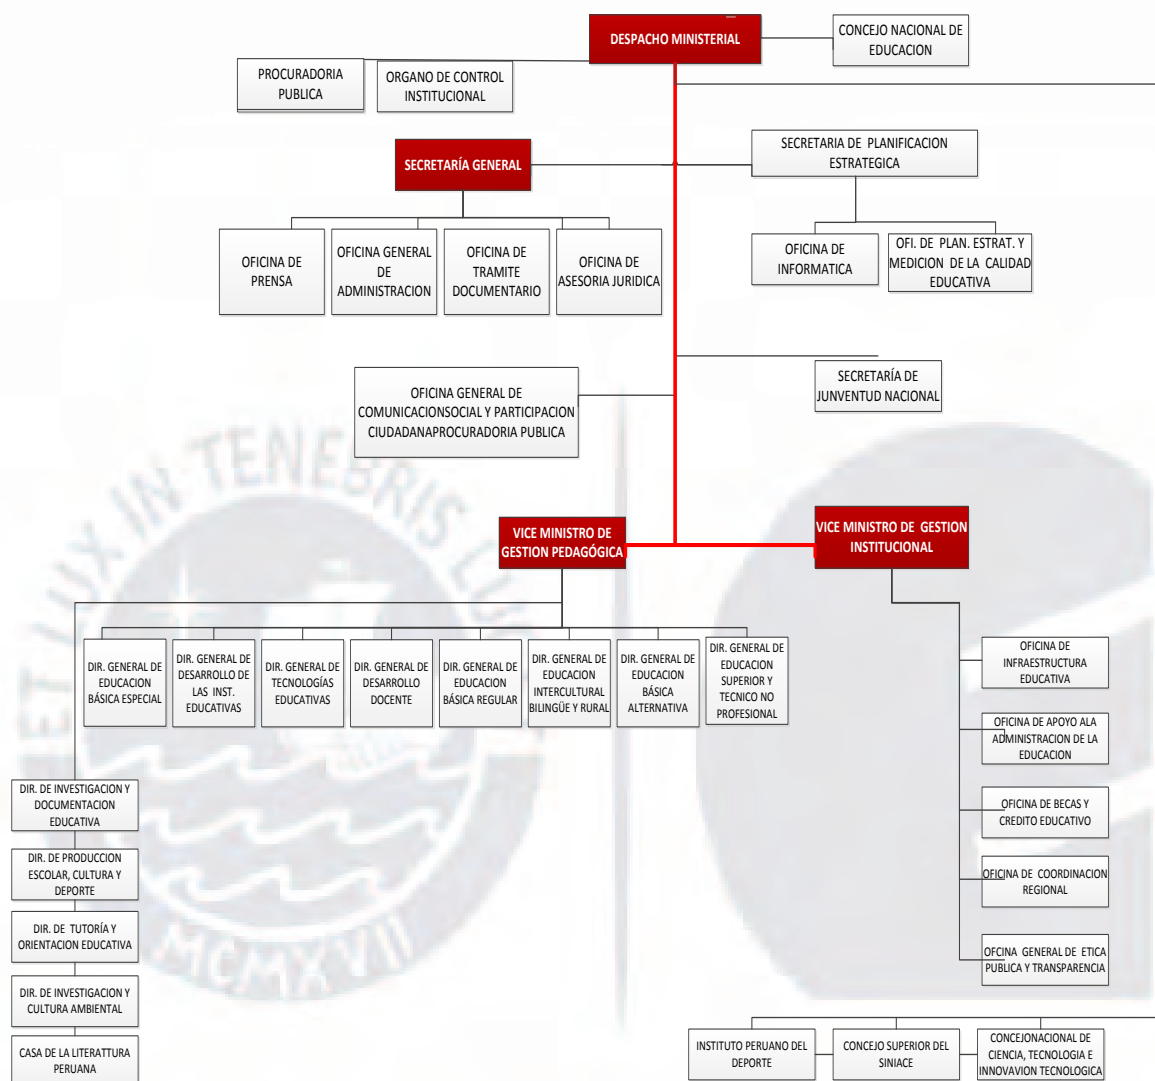 DESPACHO MINISTERIAL
CONCEJO NACIONAL DE
EDUCACION
PROCURADORIA
PUBLICA
ORGANO DE CONTROL
INSTITUCIONAL
SECRETARÍA GENERAL
SECRETARIA DE PLANIFICACION
ESTRATEGICA
OFICINA DE
PRENSA
OFICINA GENERAL
DE
ADMINISTRACION
OFICINA DE
TRAMITE
DOCUMENTARIO
OFICINA DE
ASESORIA JURIDICA
OFICINA DE
INFORMATICA
OFI. DE PLAN. ESTRAT. Y
MEDICION DE LA CALIDAD
EDUCATIVA
OFICINA GENERAL DE
COMUNICACIONSOCIAL Y PARTICIPACION
CIUDADANAPROCURADORIA PUBLICA
SECRETARÍA DE
JUNVENTUD NACIONAL
VICE MINISTRO DE
GESTION PEDAGÓGICA
VICE MINISTRO DE GESTION
INSTITUCIONAL
DIR. GENERAL DE
EDUCACION
BÁSICA ESPECIAL
DIR. GENERAL DE
DESARROLLO DE
LAS INST.
EDUCATIVAS
DIR. GENERAL DE
TECNOLOGÍAS
EDUCATIVAS
DIR. GENERAL DE
DESARROLLO
DOCENTE
DIR. GENERAL DE
EDUCACION
BÁSICA REGULAR
DIR. GENERAL DE
EDUCACION
INTERCULTURAL
BILINGÜE Y RURAL
DIR. GENERAL DE
EDUCACION
BÁSICA
ALTERNATIVA
DIR. GENERAL DE
EDUCACION
SUPERIOR Y
TECNICO NO
PROFESIONAL
OFICINA DE
INFRAESTRUCTURA
EDUCATIVA
OFICINA DE APOYO ALA
ADMINISTRACION DE LA
EDUCACION
OFICINA DE BECAS Y
CREDITO EDUCATIVO
OFICINA DE COORDINACION
REGIONAL
OFCINA GENERAL DE ETICA
PUBLICA Y TRANSPARENCIA
DIR. DE INVESTIGACION Y
DOCUMENTACION
EDUCATIVA
DIR. DE PRODUCCION
ESCOLAR, CULTURA Y
DEPORTE
DIR. DE TUTORÍA Y
ORIENTACION EDUCATIVA
DIR. DE INVESTIGACION Y
CULTURA AMBIENTAL
CASA DE LA LITERATTURA
PERUANA
INSTITUTO PERUANO DEL
DEPORTE
CONCEJO SUPERIOR DEL
SINIACE
CONCEJONACIONAL DE
CIENCIA, TECNOLOGIA E
INNOVAVION TECNOLOGICA
ET LUX IN TENEBRIS LU
MCMXVII